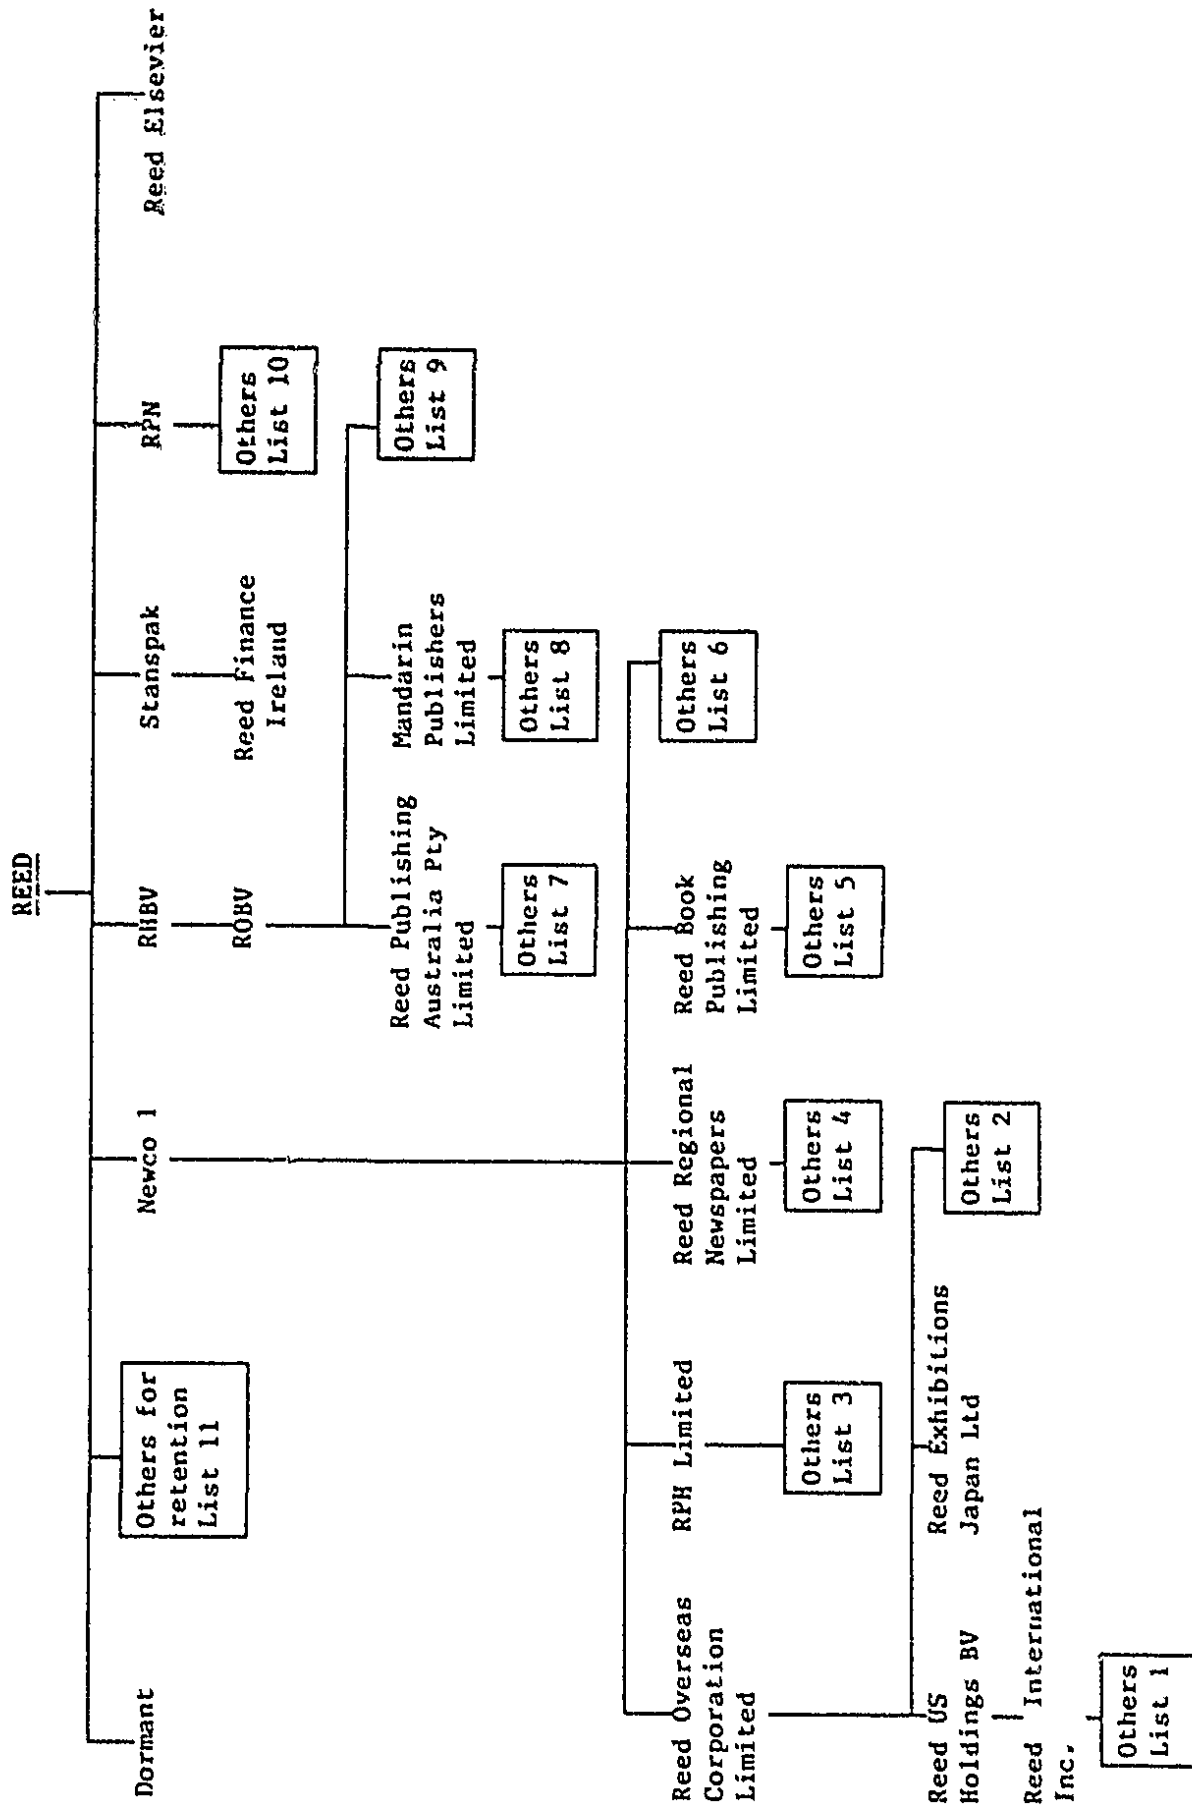 REED
Dormant
Others for
retention
List 11
Newco 1
RHBV
Stanspak
RPN
Reed Elsevier
ROBV
Reed Finance
Ireland
Others
List 10
Reed Publishing
Australia Pty
Limited
Mandarin
Publishers
Limited
Others
List 9
Others
List 7
Others
List 8
Reed Overseas
Corporation
Limited
RPH Limited
Reed Regional
Newspapers
Limited
Reed Book
Publishing
Limited
Others
List 6
Others
List 3
Others
List 4
Others
List 5
Reed US
Holdings BV
Reed Exhibitions
Japan Ltd
Others
List 2
Reed International
Inc.
Others
List 1